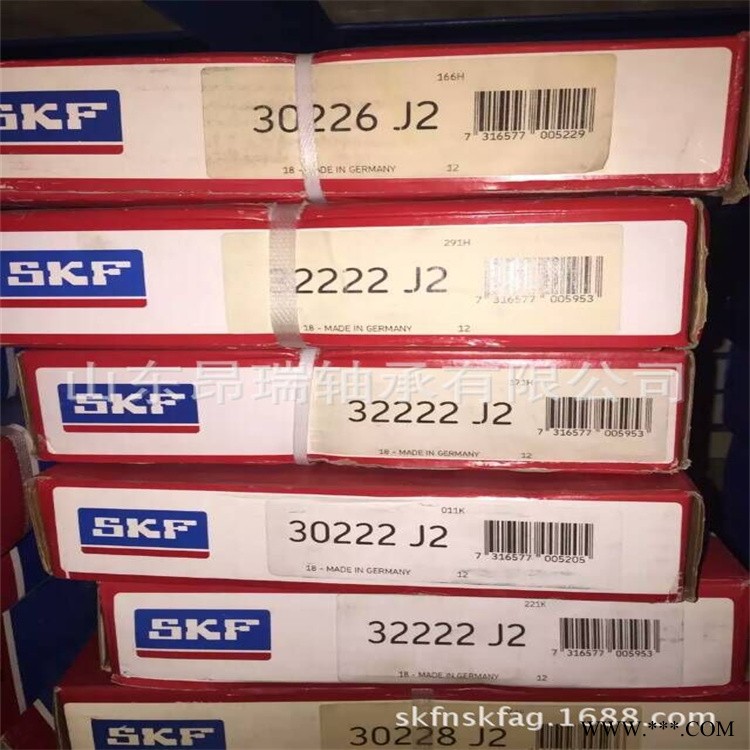 166H
SKF
30226 J2
7 316577 005229
18 - MADE IN GERMANY 12
291H
SKF
32222 J2
7 316577 005953
18 - MADE IN GERMANY 12
山东昂瑞轴承有限公司
SKF
32222 J2
7 316577 005953
18 - MADE IN GERMANY 12
011K
SKF
30222 J2
7 316577 005205
18 - MADE IN GERMANY 12
221K
SKF
32222 J2
7 316577 005953
18 - MADE IN GERMANY 12
skfnskfag.1688.com
SKF
30228 J2
www.***.COM